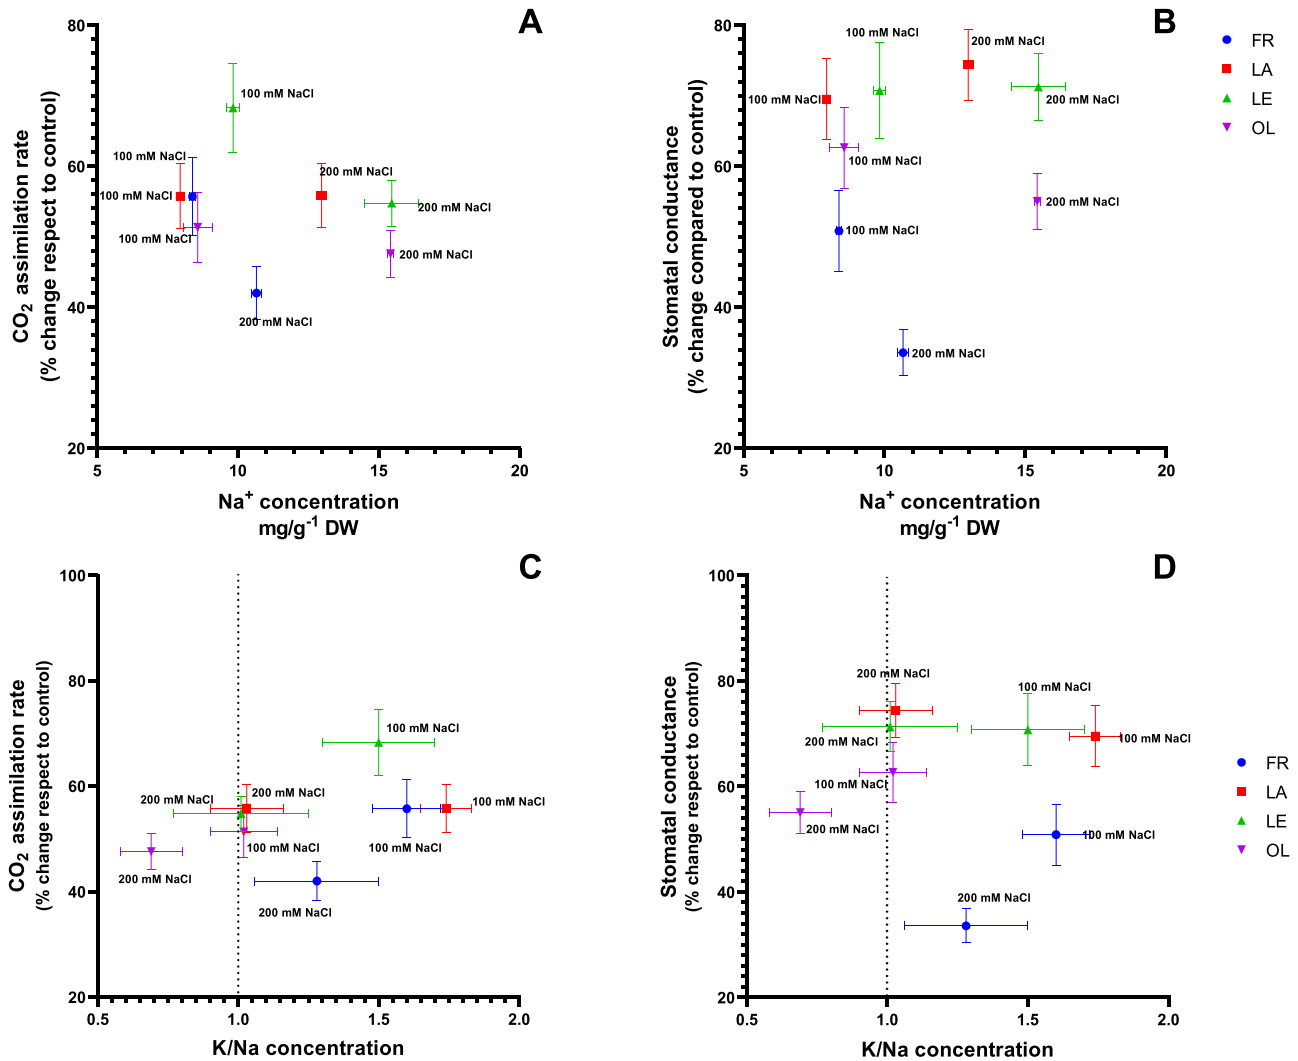 A
80
60
40
20
5
10
15
20
CO2 assimilation rate
(% change respect to control)
Na+ concentration
mg/g-1 DW
100 mM NaCl
100 mM NaCl
100 mM NaCl
100 mM NaCl
200 mM NaCl
200 mM NaCl
200 mM NaCl
200 mM NaCl
B
80
60
40
20
5
10
15
20
Stomatal conductance
(% change compared to control)
Na+ concentration
mg/g-1 DW
100 mM NaCl
200 mM NaCl
100 mM NaCl
200 mM NaCl
100 mM NaCl
200 mM NaCl
100 mM NaCl
200 mM NaCl
FR
LA
LE
OL
C
100
80
60
40
20
0.5
1.0
1.5
2.0
CO2 assimilation rate
(% change respect to control)
K/Na concentration
100 mM NaCl
200 mM NaCl
200 mM NaCl
100 mM NaCl
100 mM NaCl
100 mM NaCl
200 mM NaCl
200 mM NaCl
D
100
80
60
40
20
0.5
1.0
1.5
2.0
Stomatal conductance
(% change respect to control)
K/Na concentration
200 mM NaCl
100 mM NaCl
200 mM NaCl
100 mM NaCl
100 mM NaCl
200 mM NaCl
100 mM NaCl
200 mM NaCl
FR
LA
LE
OL